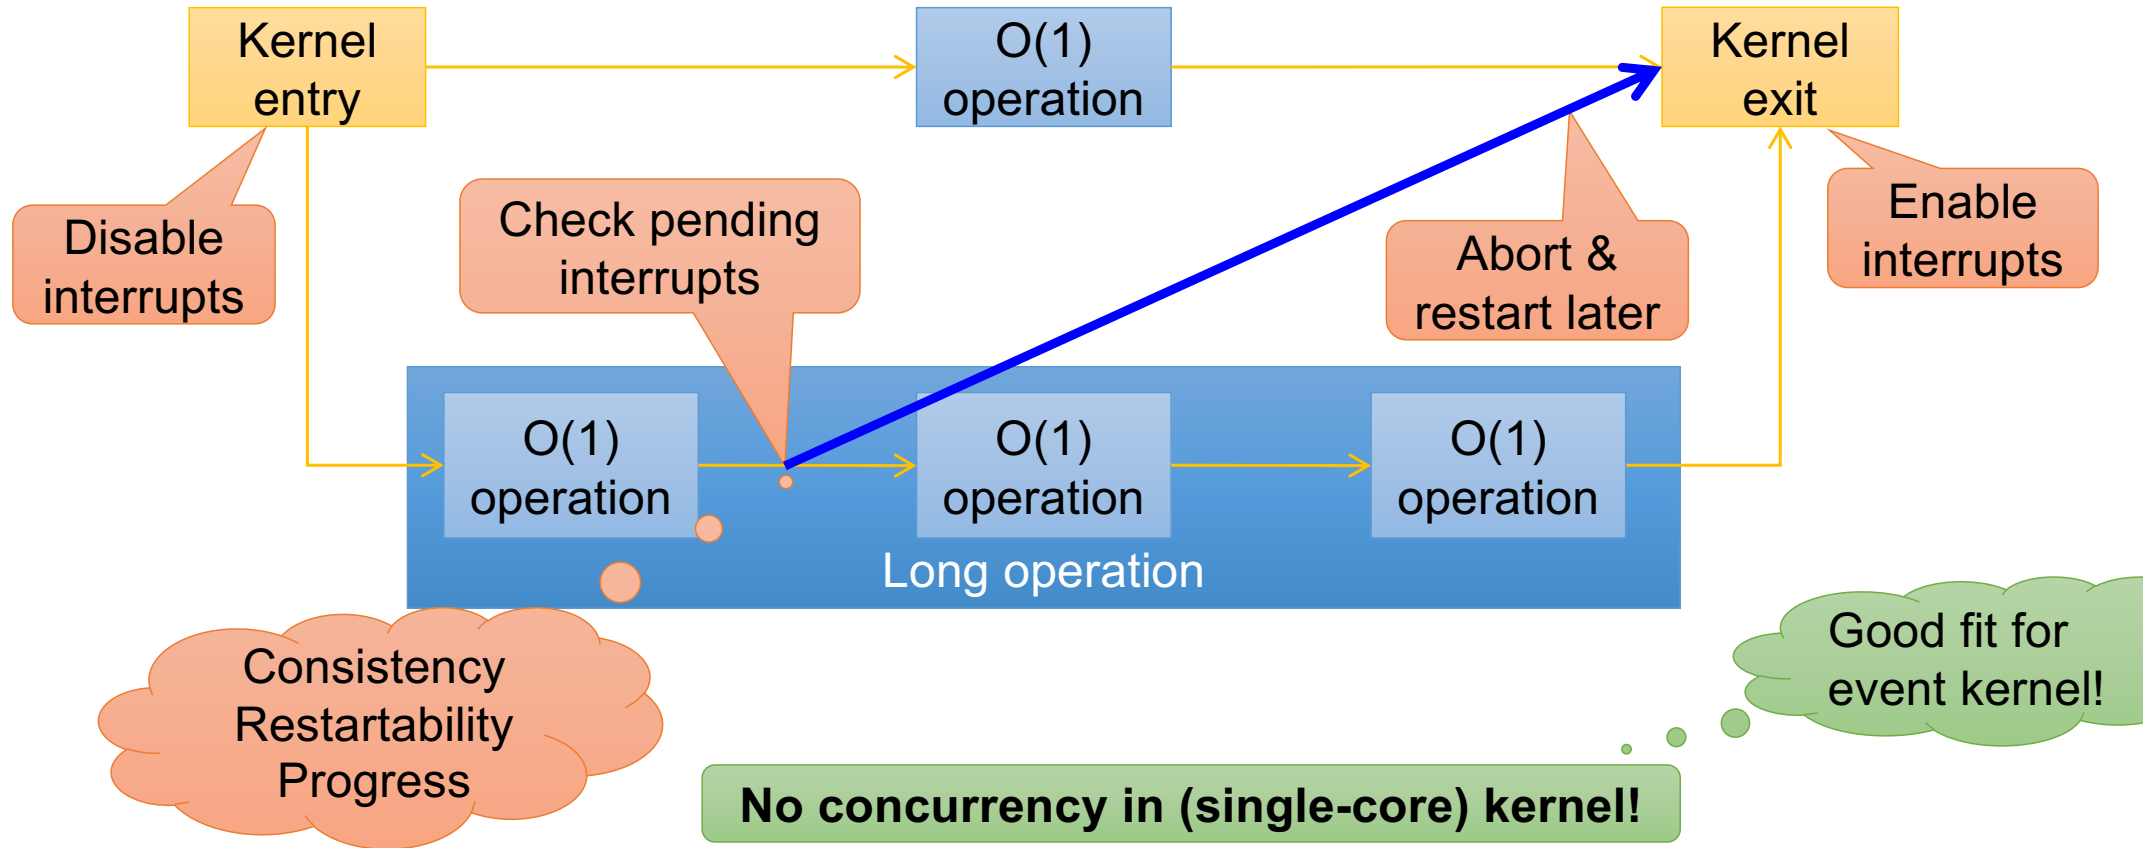 Kernel
entry
O(1)
operation
Kernel
exit
Disable
interrupts
Check pending
interrupts
Abort &
restart later
Enable
interrupts
O(1)
operation
O(1)
operation
O(1)
operation
Long operation
Consistency
Restartability
Progress
Good fit for
event kernel!
No concurrency in (single-core) kernel!